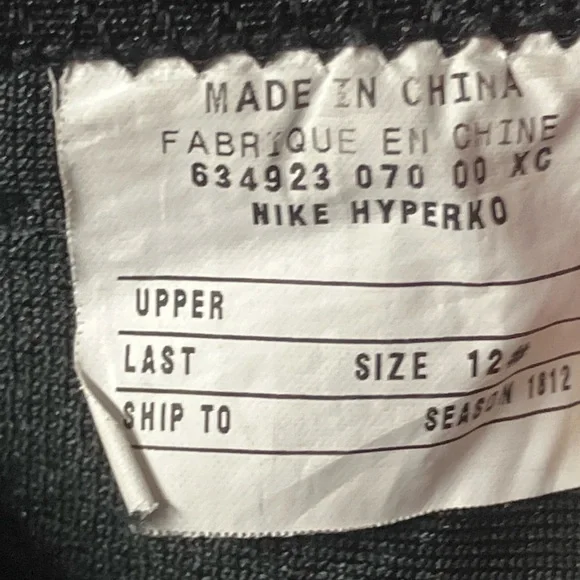 MADE IN CHINA
FABRIQUE EN CHINE
634923 070 00 XC
NIKE HYPERKO
UPPER
LAST SIZE 12#
SHIP TO SEASON 1812